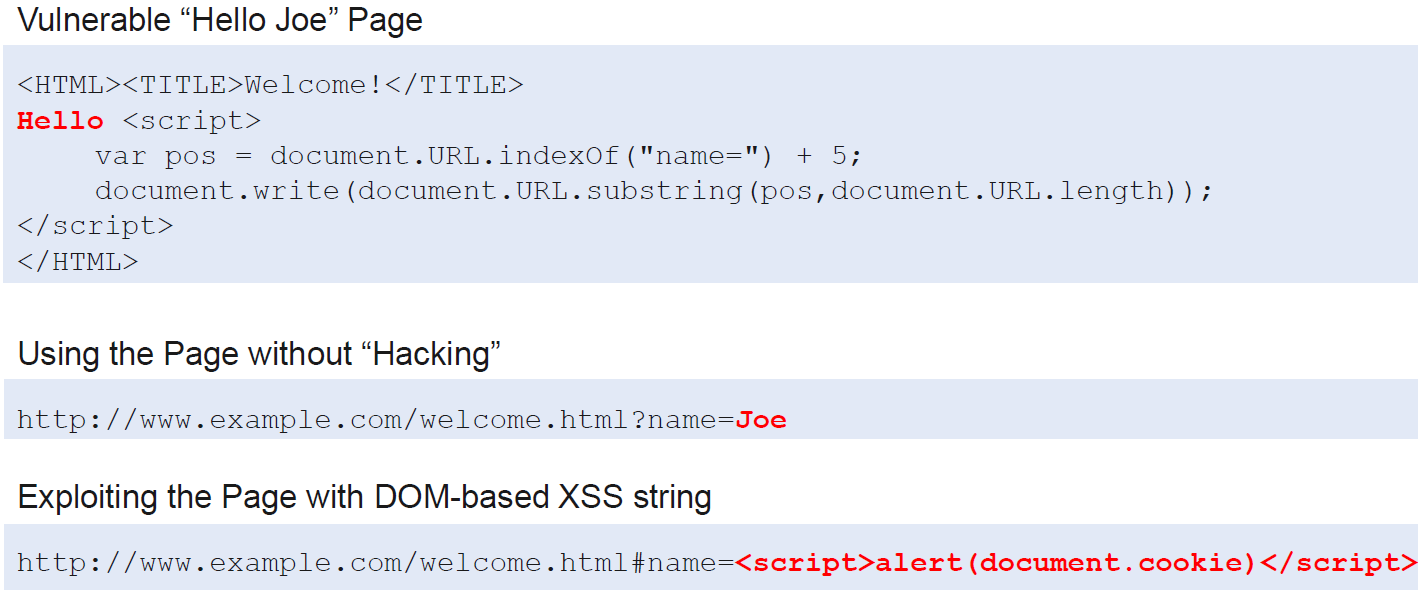 Vulnerable “Hello Joe” Page
<HTML><TITLE>Welcome!</TITLE>
Hello <script>
var pos = document.URL.indexOf("name=") + 5;
document.write(document.URL.substring(pos,document.URL.length));
</script>
</HTML>
Using the Page without “Hacking”
http://www.example.com/welcome.html?name=Joe
Exploiting the Page with DOM-based XSS string
http://www.example.com/welcome.html#name=<script>alert(document.cookie)</script>